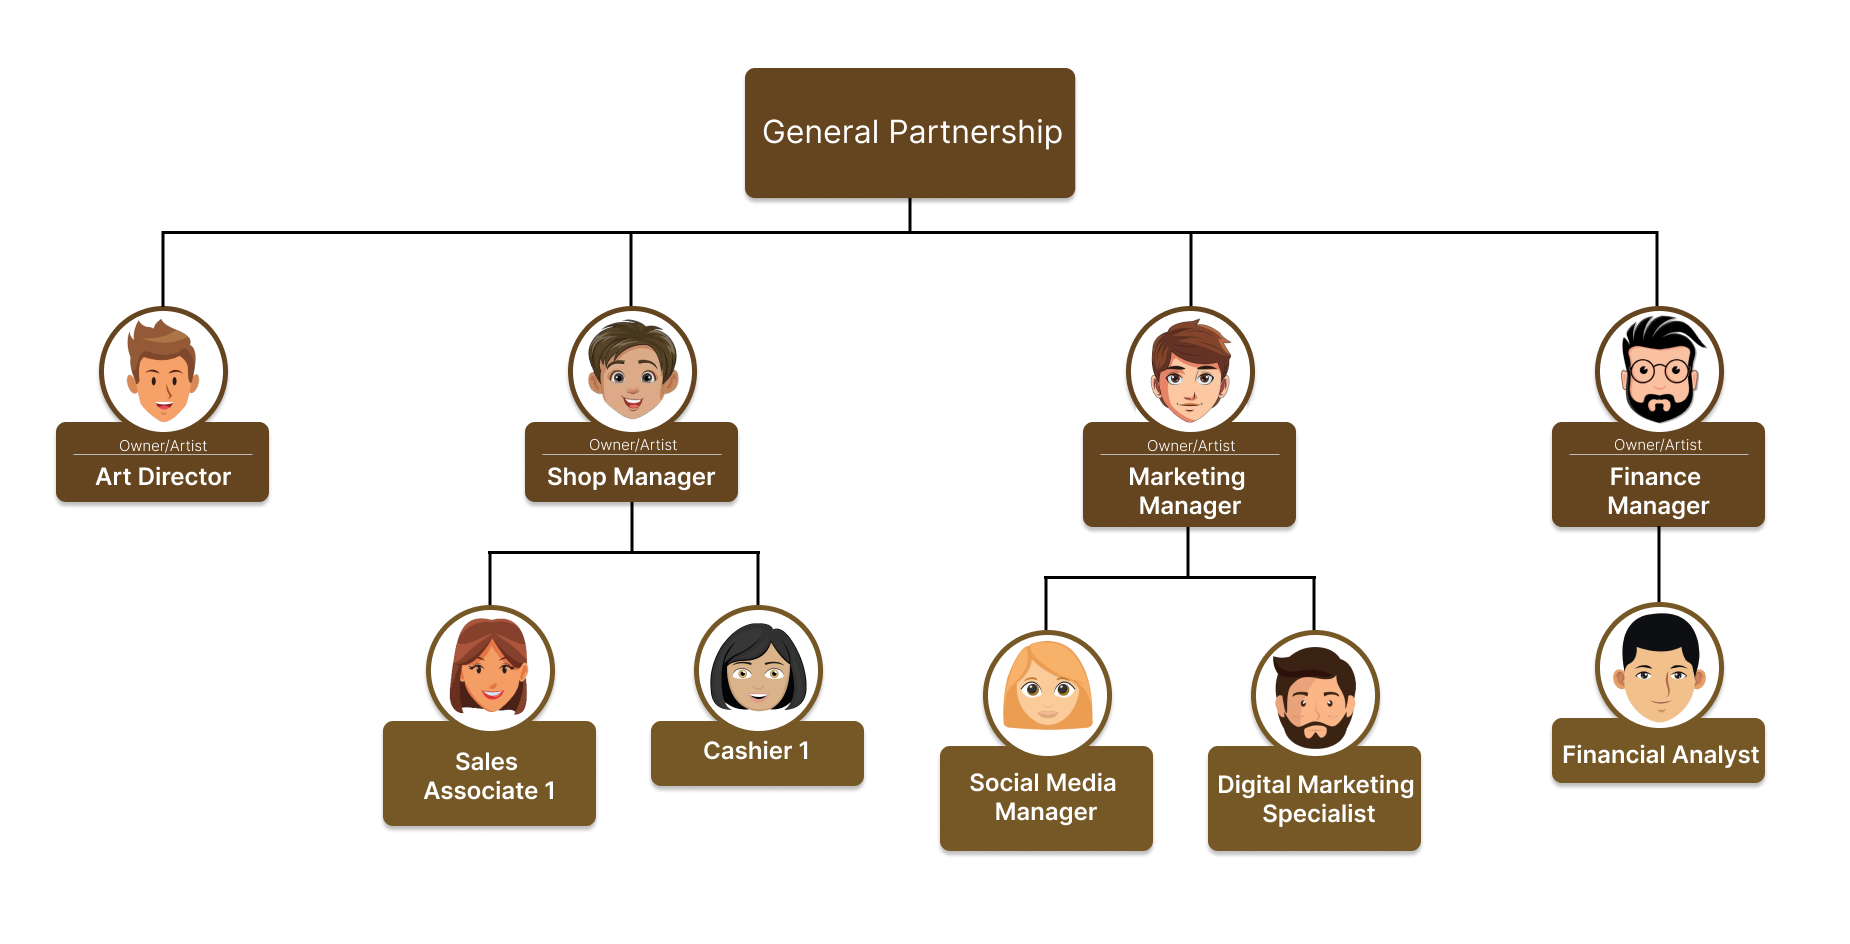 General Partnership
Owner/Artist
Art Director
Owner/Artist
Shop Manager
Owner/Artist
Marketing
Manager
Owner/Artist
Finance
Manager
Sales
Associate 1
Cashier 1
Social Media
Manager
Digital Marketing
Specialist
Financial Analyst